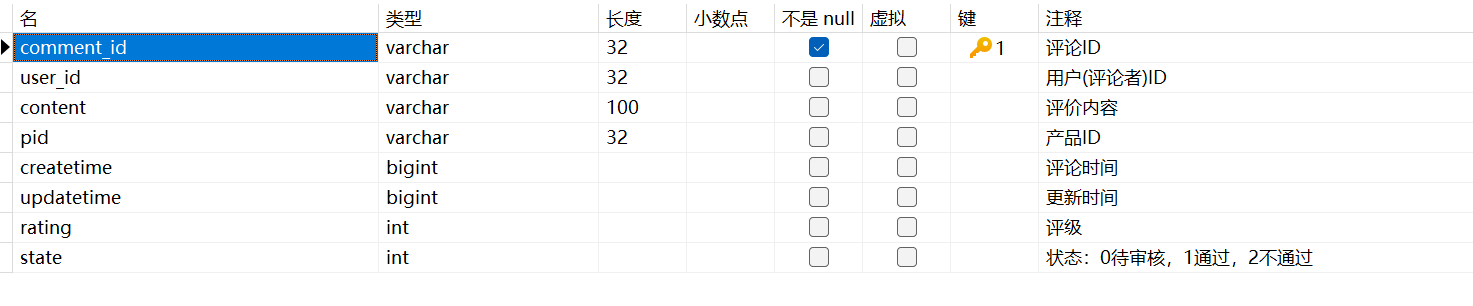 名 类型 长度 小数点 不是 null 虚拟 键 注释
comment_id varchar 32 1 评论ID
user_id varchar 32 用户(评论者)ID
content varchar 100 评价内容
pid varchar 32 产品ID
createtime bigint 评论时间
updatetime bigint 更新时间
rating int 评级
state int 状态：0待审核，1通过，2不通过